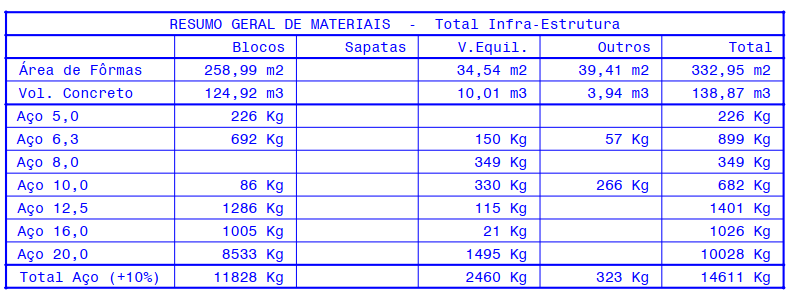 RESUMO GERAL DE MATERIAIS - Total Infra-Estrutura
Blocos Sapatas V.Equil. Outros Total
Área de Fôrmas 258,99 m2 34,54 m2 39,41 m2 332,95 m2
Vol. Concreto 124,92 m3 10,01 m3 3,94 m3 138,87 m3
Aço 5,0 226 Kg 226 Kg
Aço 6,3 692 Kg 150 Kg 57 Kg 899 Kg
Aço 8,0 349 Kg 349 Kg
Aço 10,0 86 Kg 330 Kg 266 Kg 682 Kg
Aço 12,5 1286 Kg 115 Kg 1401 Kg
Aço 16,0 1005 Kg 21 Kg 1026 Kg
Aço 20,0 8533 Kg 1495 Kg 10028 Kg
Total Aço (+10%) 11828 Kg 2460 Kg 323 Kg 14611 Kg